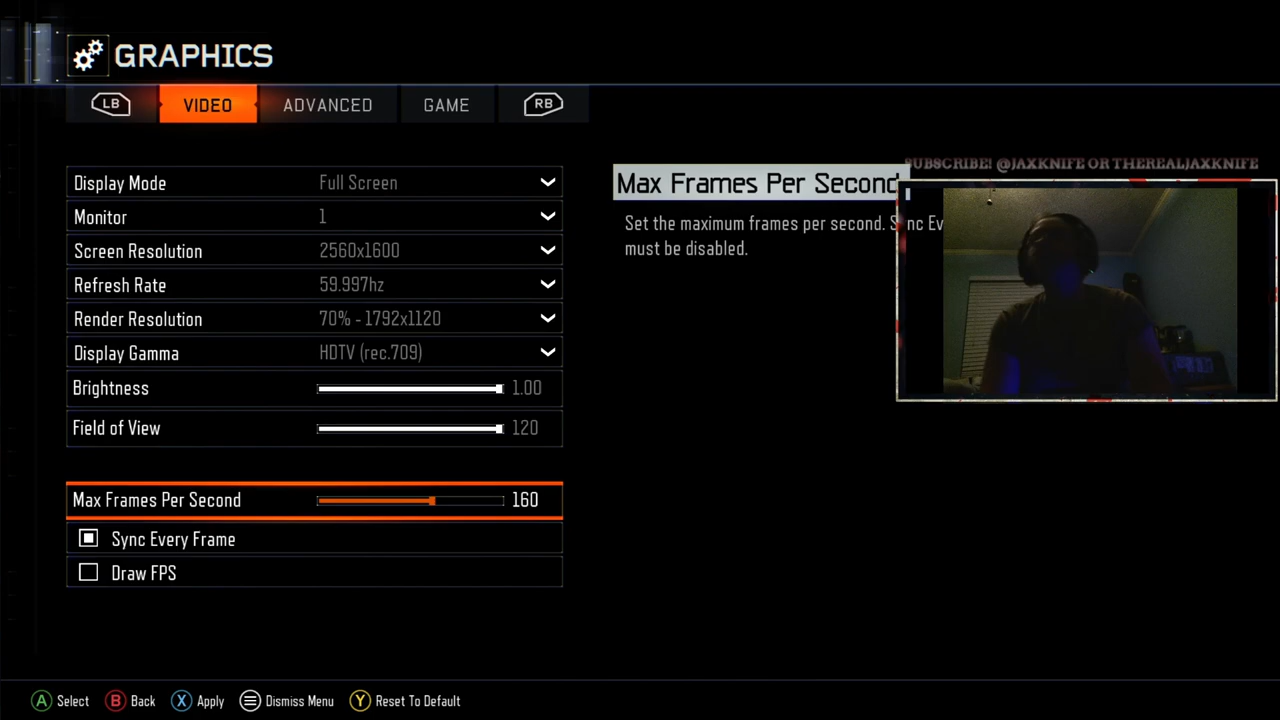 GRAPHICS
LB VIDEO ADVANCED GAME RB
SUBSCRIBE! @JAXKNIFE OR THEREALJAXKNIFE
Display Mode Full Screen
Monitor 1
Screen Resolution 2560x1600
Refresh Rate 59.997hz
Render Resolution 70% - 1792x1120
Display Gamma HDTV (rec.709)
Brightness 1.00
Field of View 120
Max Frames Per Second 160
Sync Every Frame
Draw FPS
Max Frames Per Second
Set the maximum frames per second. Sync Ev
must be disabled.
A Select B Back X Apply Dismiss Menu Y Reset To Default